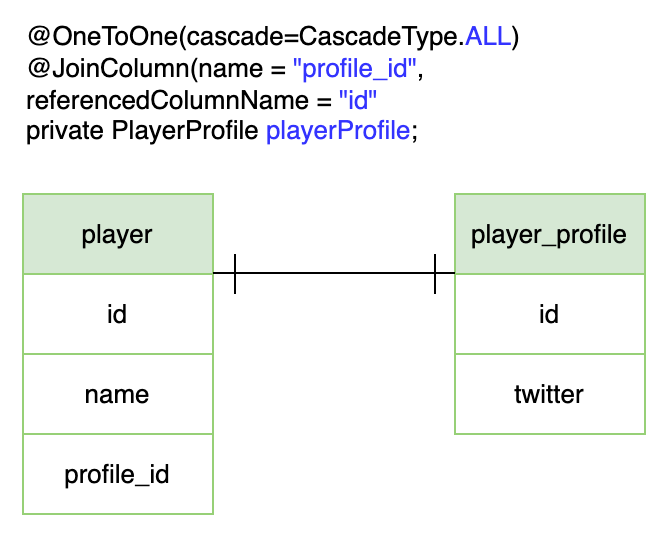 @OneToOne(cascade=CascadeType.ALL)
@JoinColumn(name = "profile_id",
referencedColumnName = "id"
private PlayerProfile playerProfile;
player
player_profile
id
id
name
twitter
profile_id